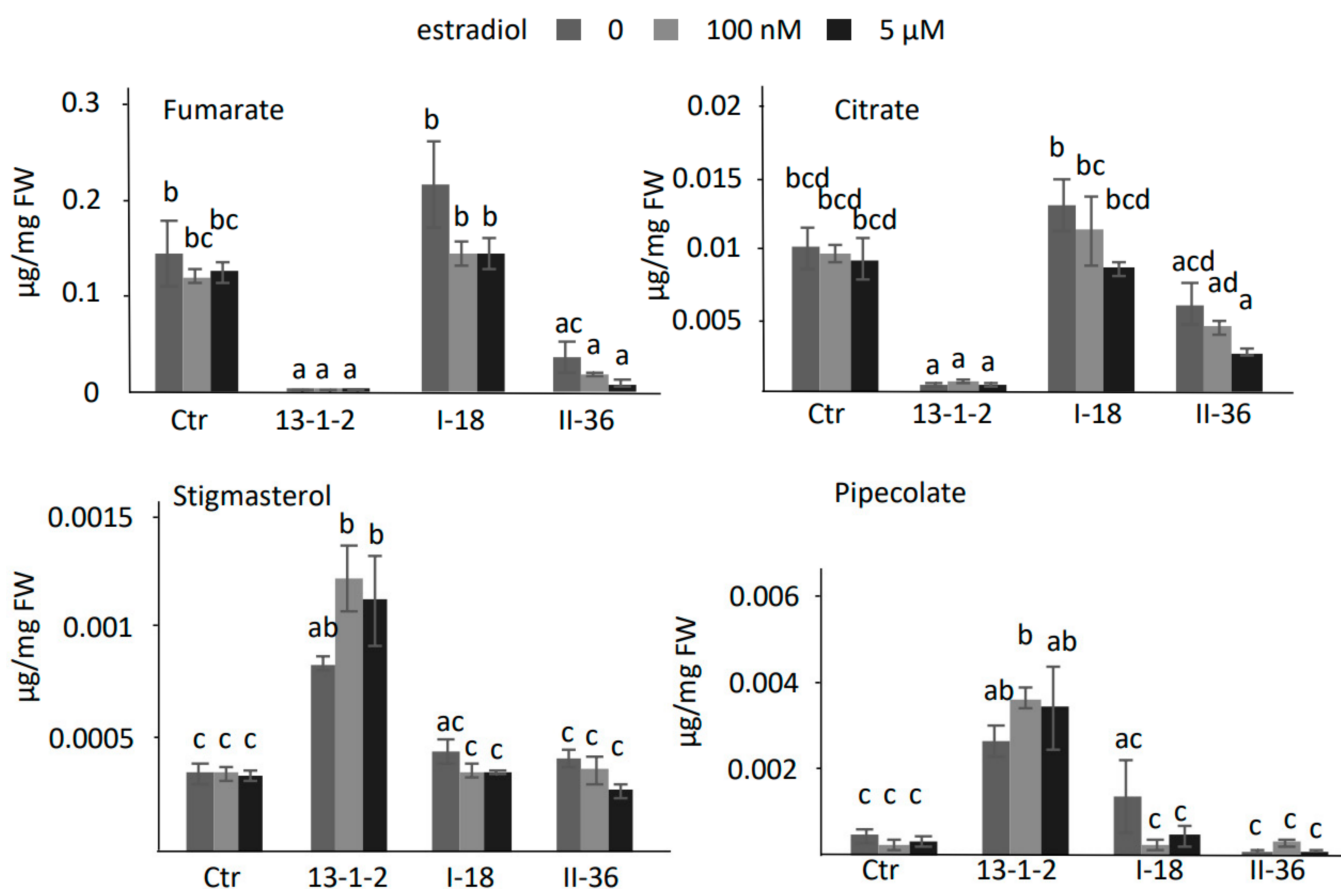 estradiol 0 100 nM 5 µM
Fumarate
µg/mg FW
0.3
0.2
0.1
0
b bc bc
a a a
b b b
ac a a
Ctr 13-1-2 I-18 II-36
Citrate
µg/mg FW
0.02
0.015
0.010
0.005
bcd bcd bcd
a a a
b bc bcd
acd ad a
Ctr 13-1-2 I-18 II-36
Stigmasterol
µg/mg FW
0.0015
0.001
0.0005
c c c
ab b b
ac c c
c c c
Ctr 13-1-2 I-18 II-36
Pipecolate
µg/mg FW
0.006
0.004
0.002
c c c
ab b ab
ac c c
c c c
Ctr 13-1-2 I-18 II-36